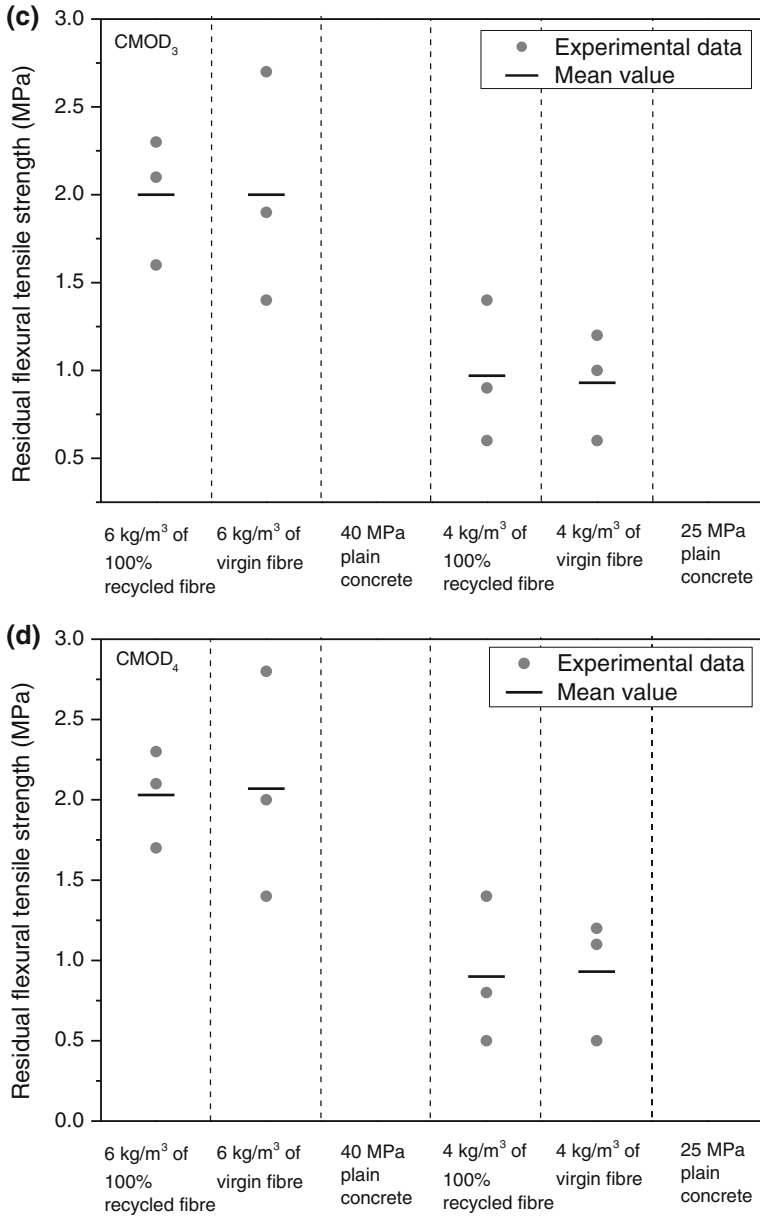 (c)
3.0
2.5
2.0
1.5
1.0
0.5
Residual flexural tensile strength (MPa)
CMOD₃
Experimental data
Mean value
6 kg/m³ of
100%
recycled fibre
6 kg/m³ of
virgin fibre
40 MPa
plain
concrete
4 kg/m³ of
100%
recycled fibre
4 kg/m³ of
virgin fibre
25 MPa
plain
concrete
(d)
3.0
2.5
2.0
1.5
1.0
0.5
0.0
Residual flexural tensile strength (MPa)
CMOD₄
Experimental data
Mean value
6 kg/m³ of
100%
recycled fibre
6 kg/m³ of
virgin fibre
40 MPa
plain
concrete
4 kg/m³ of
100%
recycled fibre
4 kg/m³ of
virgin fibre
25 MPa
plain
concrete